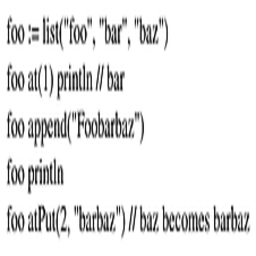 foo := list("foo", "bar", "baz")
foo at(1) println // bar
foo append("Foobarbaz")
foo println
foo atPut(2, "barbaz") // baz becomes barbaz